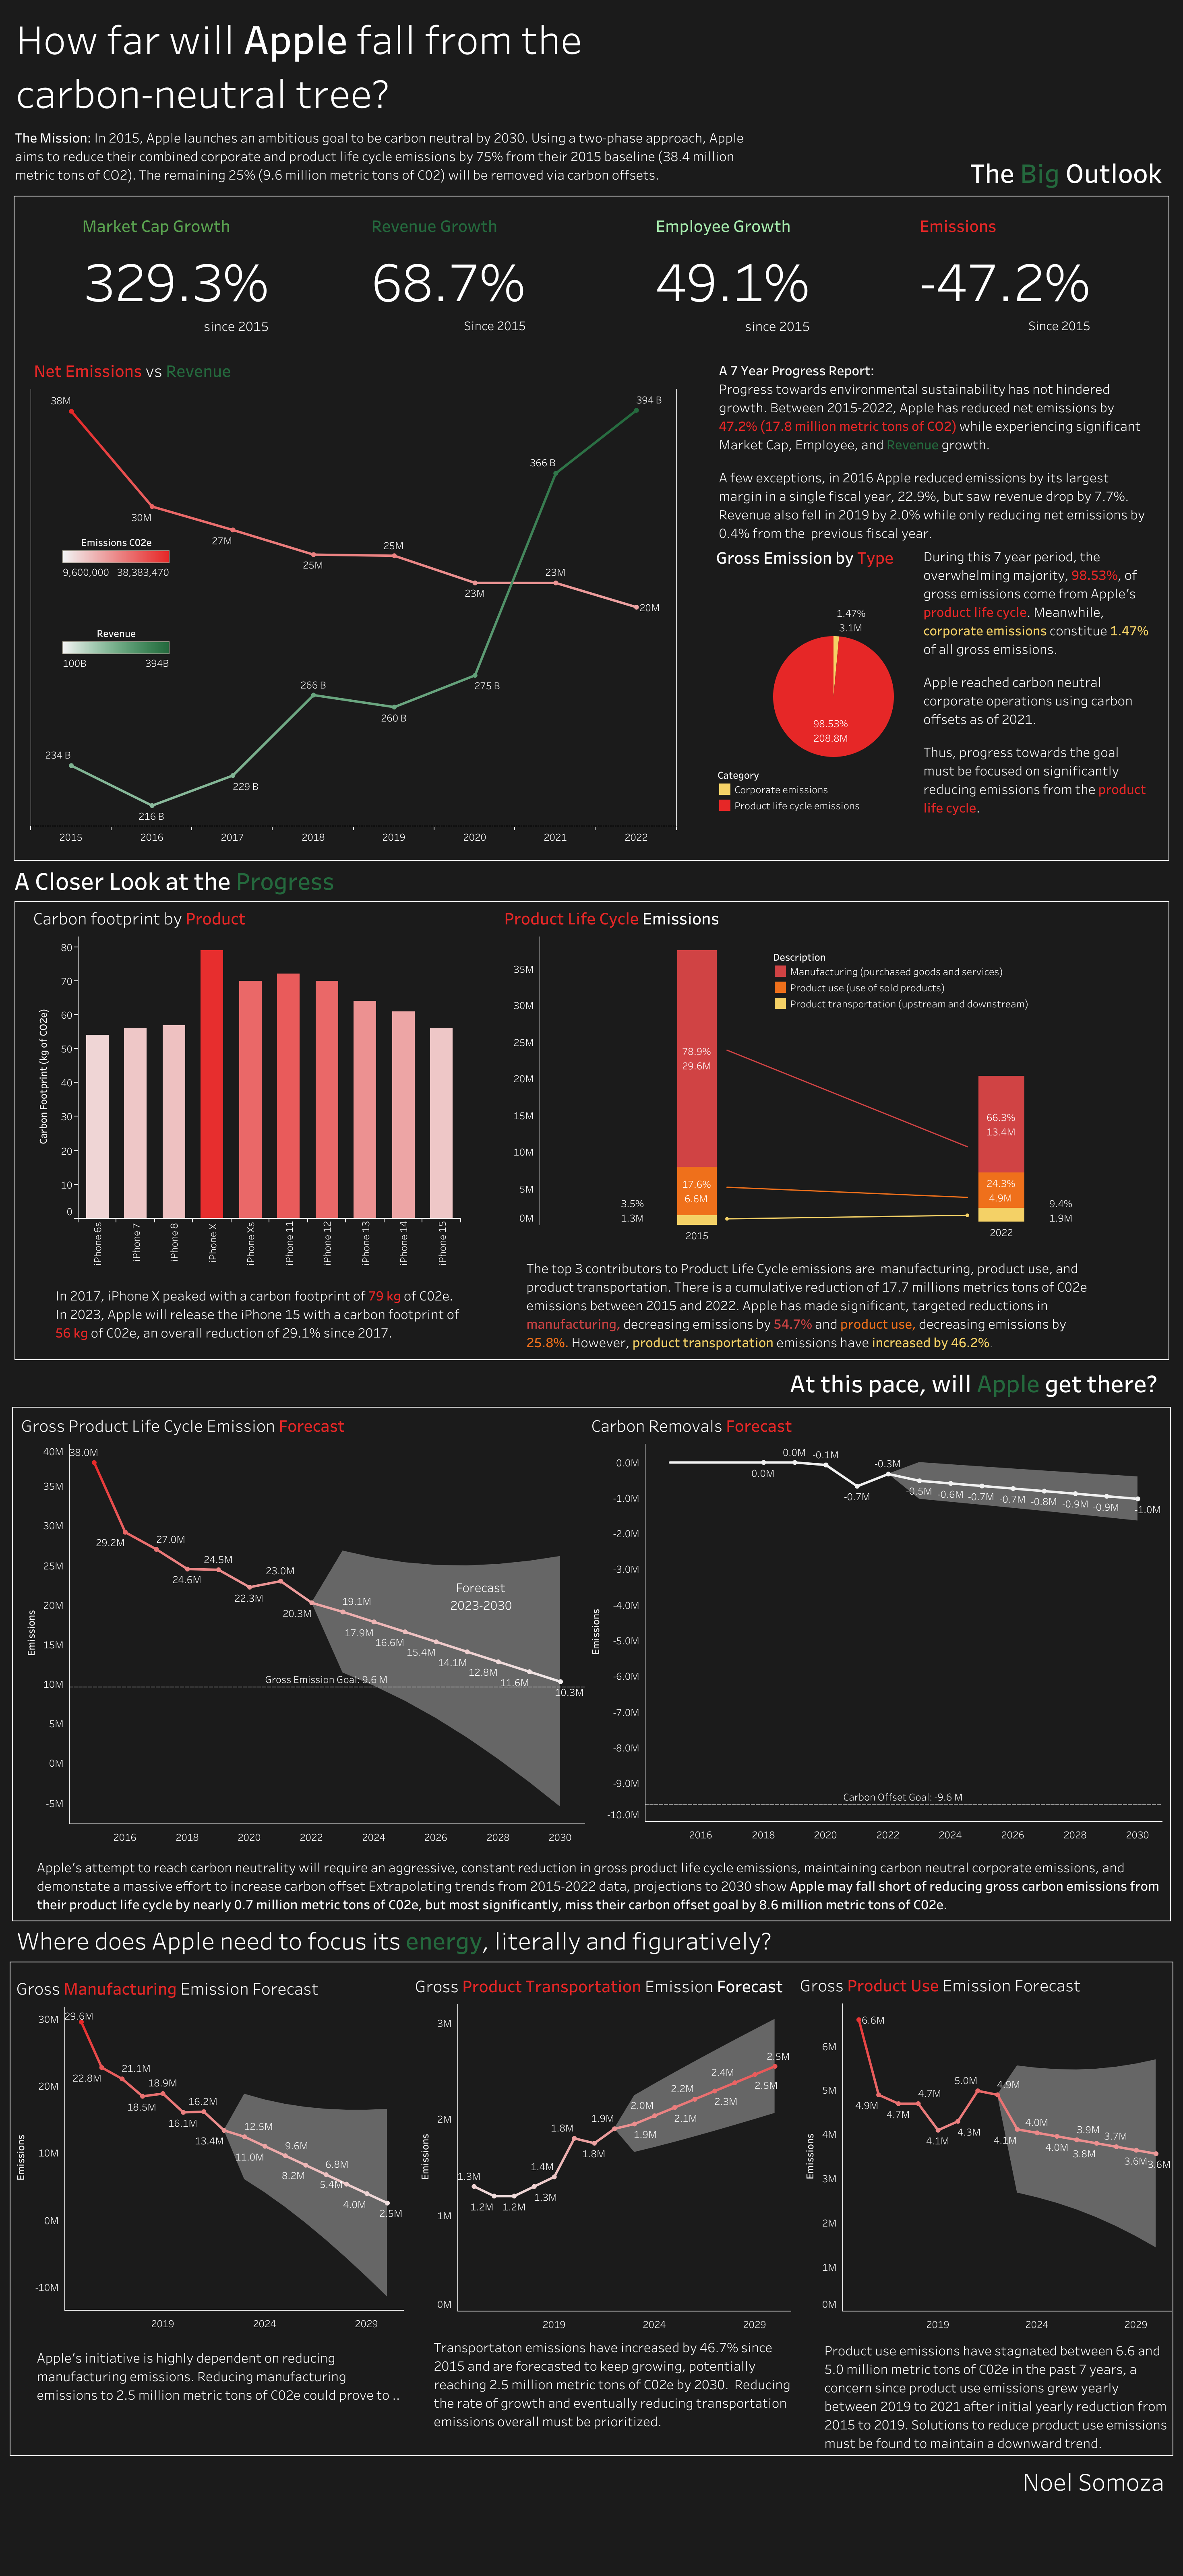 How far will Apple fall from the
carbon-neutral tree?
The Mission: In 2015, Apple launches an ambitious goal to be carbon neutral by 2030. Using a two-phase approach, Apple
aims to reduce their combined corporate and product life cycle emissions by 75% from their 2015 baseline (38.4 million
metric tons of CO2). The remaining 25% (9.6 million metric tons of C02) will be removed via carbon offsets.
The Big Outlook
Market Cap Growth
329.3%
since 2015
Revenue Growth
68.7%
Since 2015
Employee Growth
49.1%
since 2015
Emissions
-47.2%
Since 2015
Net Emissions vs Revenue
38M
30M
27M
25M
25M
23M
23M
20M
394 B
366 B
275 B
260 B
266 B
229 B
216 B
234 B
Emissions C02e
9,600,000 38,383,470
Revenue
100B 394B
2015 2016 2017 2018 2019 2020 2021 2022
A 7 Year Progress Report:
Progress towards environmental sustainability has not hindered
growth. Between 2015-2022, Apple has reduced net emissions by
47.2% (17.8 million metric tons of CO2) while experiencing significant
Market Cap, Employee, and Revenue growth.
A few exceptions, in 2016 Apple reduced emissions by its largest
margin in a single fiscal year, 22.9%, but saw revenue drop by 7.7%.
Revenue also fell in 2019 by 2.0% while only reducing net emissions by
0.4% from the previous fiscal year.
Gross Emission by Type
1.47%
3.1M
98.53%
208.8M
Category
Corporate emissions
Product life cycle emissions
During this 7 year period, the
overwhelming majority, 98.53%, of
gross emissions come from Apple's
product life cycle. Meanwhile,
corporate emissions constitue 1.47%
of all gross emissions.
Apple reached carbon neutral
corporate operations using carbon
offsets as of 2021.
Thus, progress towards the goal
must be focused on significantly
reducing emissions from the product
life cycle.
A Closer Look at the Progress
Carbon footprint by Product
Carbon Footprint (kg of CO2e)
80
70
60
50
40
30
20
10
0
iPhone 6s
iPhone 7
iPhone 8
iPhone X
iPhone Xs
iPhone 11
iPhone 12
iPhone 13
iPhone 14
iPhone 15
In 2017, iPhone X peaked with a carbon footprint of 79 kg of C02e.
In 2023, Apple will release the iPhone 15 with a carbon footprint of
56 kg of C02e, an overall reduction of 29.1% since 2017.
Product Life Cycle Emissions
35M
30M
25M
20M
15M
10M
5M
0M
Description
Manufacturing (purchased goods and services)
Product use (use of sold products)
Product transportation (upstream and downstream)
78.9%
29.6M
17.6%
6.6M
3.5%
1.3M
2015
66.3%
13.4M
24.3%
4.9M
9.4%
1.9M
2022
The top 3 contributors to Product Life Cycle emissions are manufacturing, product use, and
product transportation. There is a cumulative reduction of 17.7 millions metrics tons of C02e
emissions between 2015 and 2022. Apple has made significant, targeted reductions in
manufacturing, decreasing emissions by 54.7% and product use, decreasing emissions by
25.8%. However, product transportation emissions have increased by 46.2%.
At this pace, will Apple get there?
Gross Product Life Cycle Emission Forecast
Emissions
40M
35M
30M
25M
20M
15M
10M
5M
0M
-5M
38.0M
29.2M
27.0M
24.6M
24.5M
22.3M
23.0M
20.3M
19.1M
17.9M
16.6M
15.4M
14.1M
12.8M
11.6M
10.3M
Forecast
2023-2030
Gross Emission Goal: 9.6 M
2016 2018 2020 2022 2024 2026 2028 2030
Carbon Removals Forecast
Emissions
0.0M
-1.0M
-2.0M
-3.0M
-4.0M
-5.0M
-6.0M
-7.0M
-8.0M
-9.0M
-10.0M
0.0M
0.0M
-0.1M
-0.7M
-0.3M
-0.5M
-0.6M
-0.7M
-0.7M
-0.8M
-0.9M
-0.9M
-1.0M
Carbon Offset Goal: -9.6 M
2016 2018 2020 2022 2024 2026 2028 2030
Apple's attempt to reach carbon neutrality will require an aggressive, constant reduction in gross product life cycle emissions, maintaining carbon neutral corporate emissions, and
demonstate a massive effort to increase carbon offset Extrapolating trends from 2015-2022 data, projections to 2030 show Apple may fall short of reducing gross carbon emissions from
their product life cycle by nearly 0.7 million metric tons of C02e, but most significantly, miss their carbon offset goal by 8.6 million metric tons of C02e.
Where does Apple need to focus its energy, literally and figuratively?
Gross Manufacturing Emission Forecast
Emissions
30M
20M
10M
0M
-10M
29.6M
22.8M
21.1M
18.5M
18.9M
16.1M
16.2M
13.4M
12.5M
11.0M
9.6M
8.2M
6.8M
5.4M
4.0M
2.5M
2019 2024 2029
Apple's initiative is highly dependent on reducing
manufacturing emissions. Reducing manufacturing
emissions to 2.5 million metric tons of C02e could prove to ..
Gross Product Transportation Emission Forecast
Emissions
3M
2M
1M
0M
1.3M
1.2M
1.2M
1.3M
1.4M
1.8M
1.8M
1.9M
1.9M
2.0M
2.1M
2.2M
2.3M
2.4M
2.5M
2.5M
2019 2024 2029
Transportaton emissions have increased by 46.7% since
2015 and are forecasted to keep growing, potentially
reaching 2.5 million metric tons of C02e by 2030. Reducing
the rate of growth and eventually reducing transportation
emissions overall must be prioritized.
Gross Product Use Emission Forecast
Emissions
6M
5M
4M
3M
2M
1M
0M
6.6M
4.9M
4.7M
4.7M
4.1M
4.3M
5.0M
4.9M
4.1M
4.0M
4.0M
3.9M
3.8M
3.7M
3.6M
3.6M
2019 2024 2029
Product use emissions have stagnated between 6.6 and
5.0 million metric tons of C02e in the past 7 years, a
concern since product use emissions grew yearly
between 2019 to 2021 after initial yearly reduction from
2015 to 2019. Solutions to reduce product use emissions
must be found to maintain a downward trend.
Noel Somoza